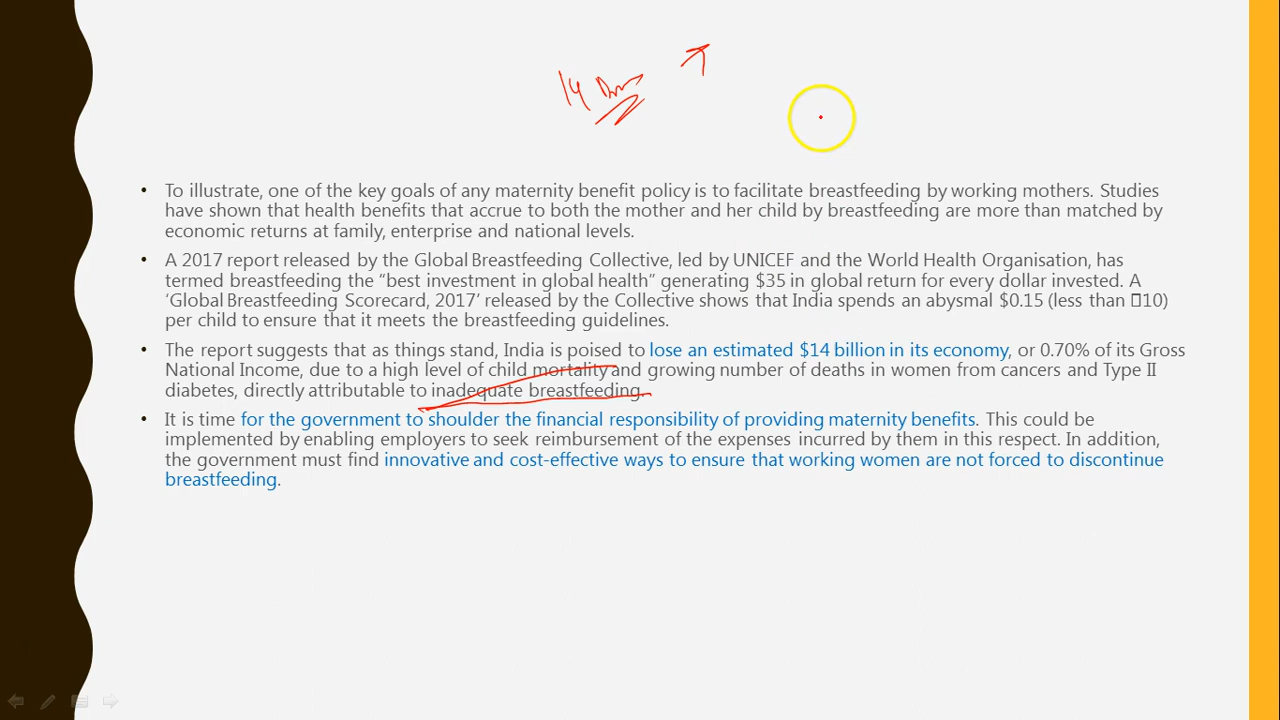 14
• To illustrate, one of the key goals of any maternity benefit policy is to facilitate breastfeeding by working mothers. Studies
have shown that health benefits that accrue to both the mother and her child by breastfeeding are more than matched by
economic returns at family, enterprise and national levels.
• A 2017 report released by the Global Breastfeeding Collective, led by UNICEF and the World Health Organisation, has
termed breastfeeding the “best investment in global health” generating $35 in global return for every dollar invested. A
‘Global Breastfeeding Scorecard, 2017’ released by the Collective shows that India spends an abysmal $0.15 (less than 10)
per child to ensure that it meets the breastfeeding guidelines.
• The report suggests that as things stand, India is poised to lose an estimated $14 billion in its economy, or 0.70% of its Gross
National Income, due to a high level of child mortality and growing number of deaths in women from cancers and Type II
diabetes, directly attributable to inadequate breastfeeding.
• It is time for the government to shoulder the financial responsibility of providing maternity benefits. This could be
implemented by enabling employers to seek reimbursement of the expenses incurred by them in this respect. In addition,
the government must find innovative and cost-effective ways to ensure that working women are not forced to discontinue
breastfeeding.